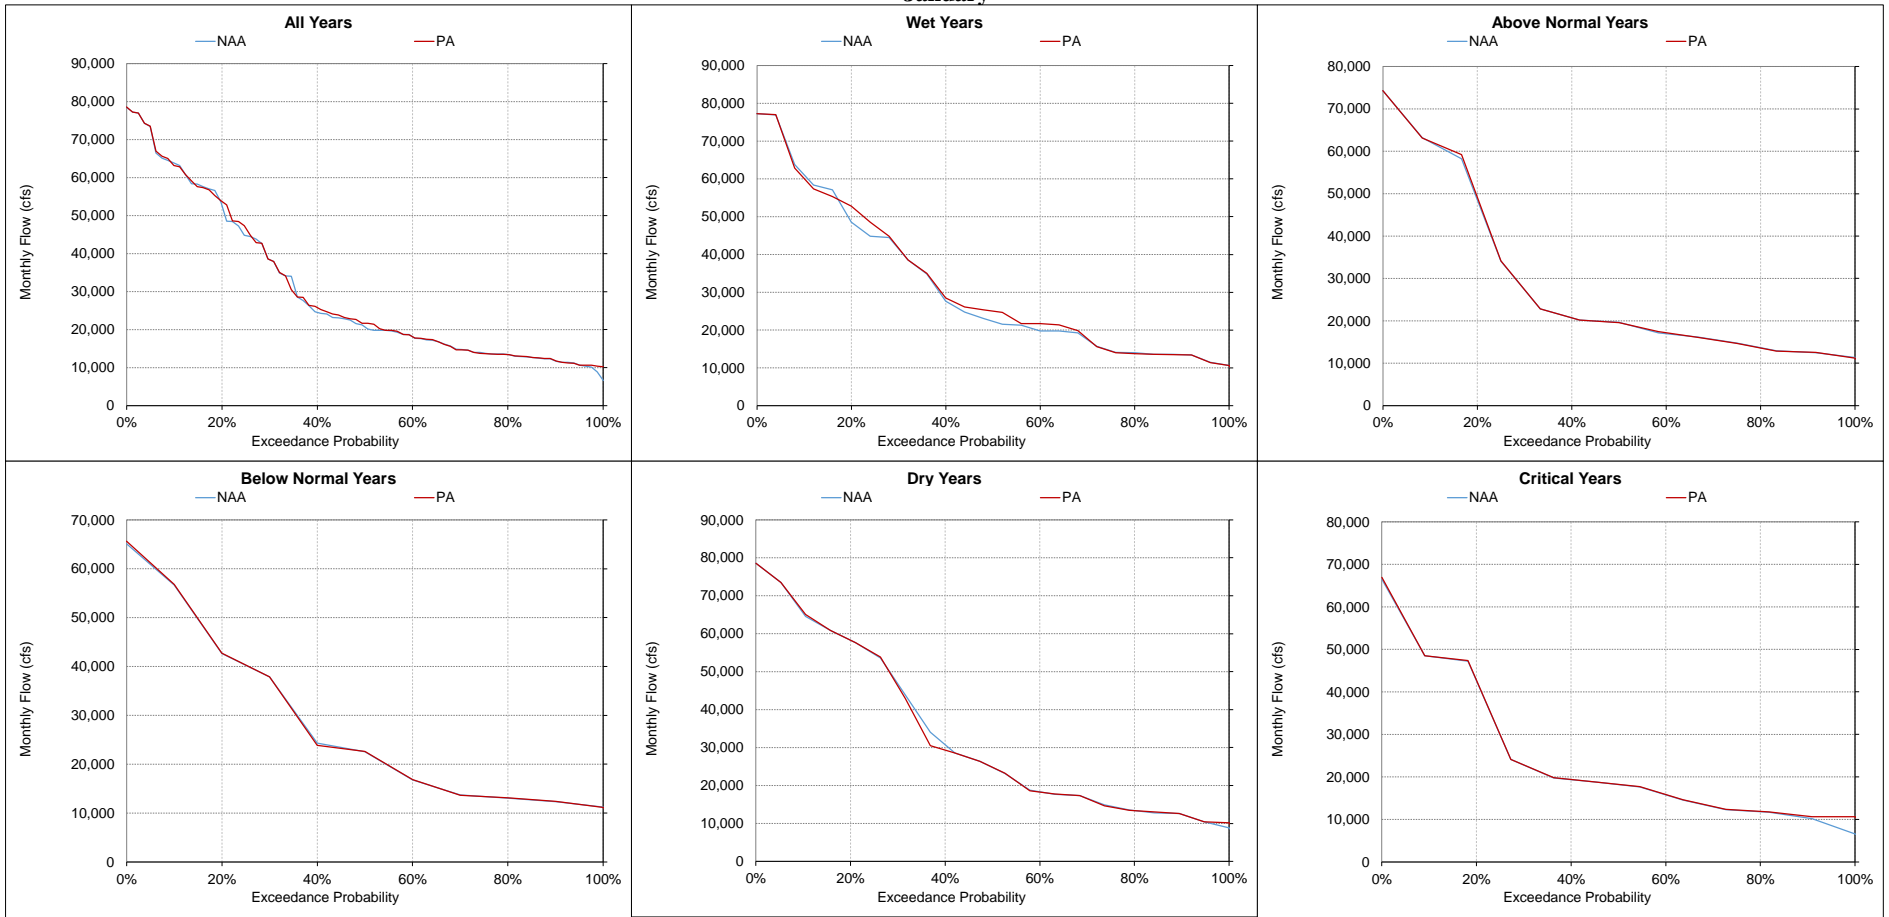 All Years
NAA PA
90,000
80,000
70,000
60,000
50,000
40,000
30,000
20,000
10,000
0
Monthly Flow (cfs)
0% 20% 40% 60% 80% 100%
Exceedance Probability
Wet Years
NAA PA
90,000
80,000
70,000
60,000
50,000
40,000
30,000
20,000
10,000
0
Monthly Flow (cfs)
0% 20% 40% 60% 80% 100%
Exceedance Probability
Above Normal Years
NAA PA
80,000
70,000
60,000
50,000
40,000
30,000
20,000
10,000
0
Monthly Flow (cfs)
0% 20% 40% 60% 80% 100%
Exceedance Probability
Below Normal Years
NAA PA
70,000
60,000
50,000
40,000
30,000
20,000
10,000
0
Monthly Flow (cfs)
0% 20% 40% 60% 80% 100%
Exceedance Probability
Dry Years
NAA PA
90,000
80,000
70,000
60,000
50,000
40,000
30,000
20,000
10,000
0
Monthly Flow (cfs)
0% 20% 40% 60% 80% 100%
Exceedance Probability
Critical Years
NAA PA
80,000
70,000
60,000
50,000
40,000
30,000
20,000
10,000
0
Monthly Flow (cfs)
0% 20% 40% 60% 80% 100%
Exceedance Probability